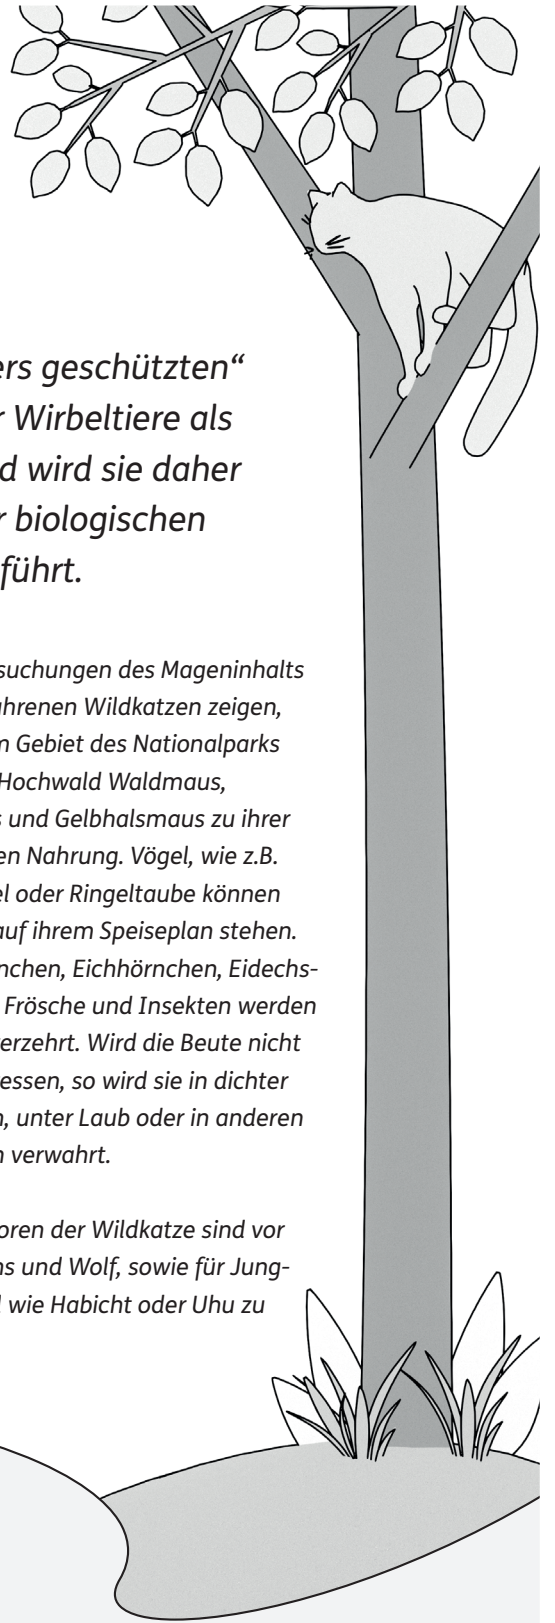 ers geschützten“
r Wirbeltiere als
d wird sie daher
r biologischen
führt.
suchungen des Mageninhalts
ahrenen Wildkatzen zeigen,
m Gebiet des Nationalparks
Hochwald Waldmaus,
s und Gelbhalsmaus zu ihrer
en Nahrung. Vögel, wie z.B.
el oder Ringeltaube können
auf ihrem Speiseplan stehen.
nchen, Eichhörnchen, Eidechs-
Frösche und Insekten werden
erzehrt. Wird die Beute nicht
essen, so wird sie in dichter
n, unter Laub oder in anderen
n verwahrt.
oren der Wildkatze sind vor
hs und Wolf, sowie für Jung-
l wie Habicht oder Uhu zu